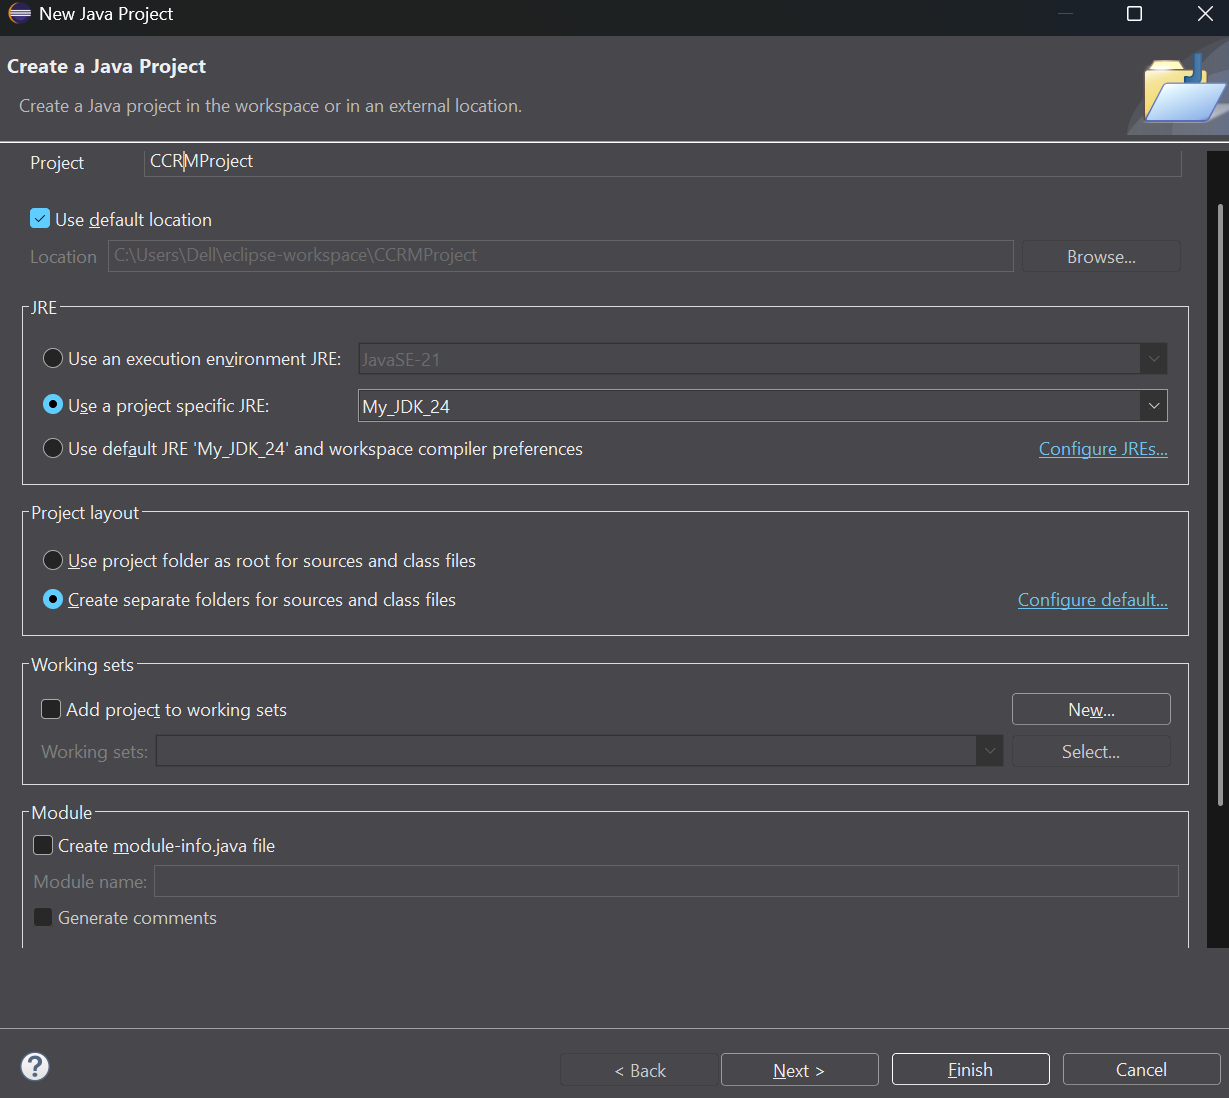 New Java Project
Create a Java Project
Create a Java project in the workspace or in an external location.
Project CCRMProject
Use default location
Location C:\Users\Dell\eclipse-workspace\CCRMProject Browse...
JRE
Use an execution environment JRE: JavaSE-21
Use a project specific JRE: My_JDK_24
Use default JRE 'My_JDK_24' and workspace compiler preferences Configure JREs...
Project layout
Use project folder as root for sources and class files
Create separate folders for sources and class files Configure default...
Working sets
Add project to working sets New...
Working sets: Select...
Module
Create module-info.java file
Module name:
Generate comments
? < Back Next > Finish Cancel